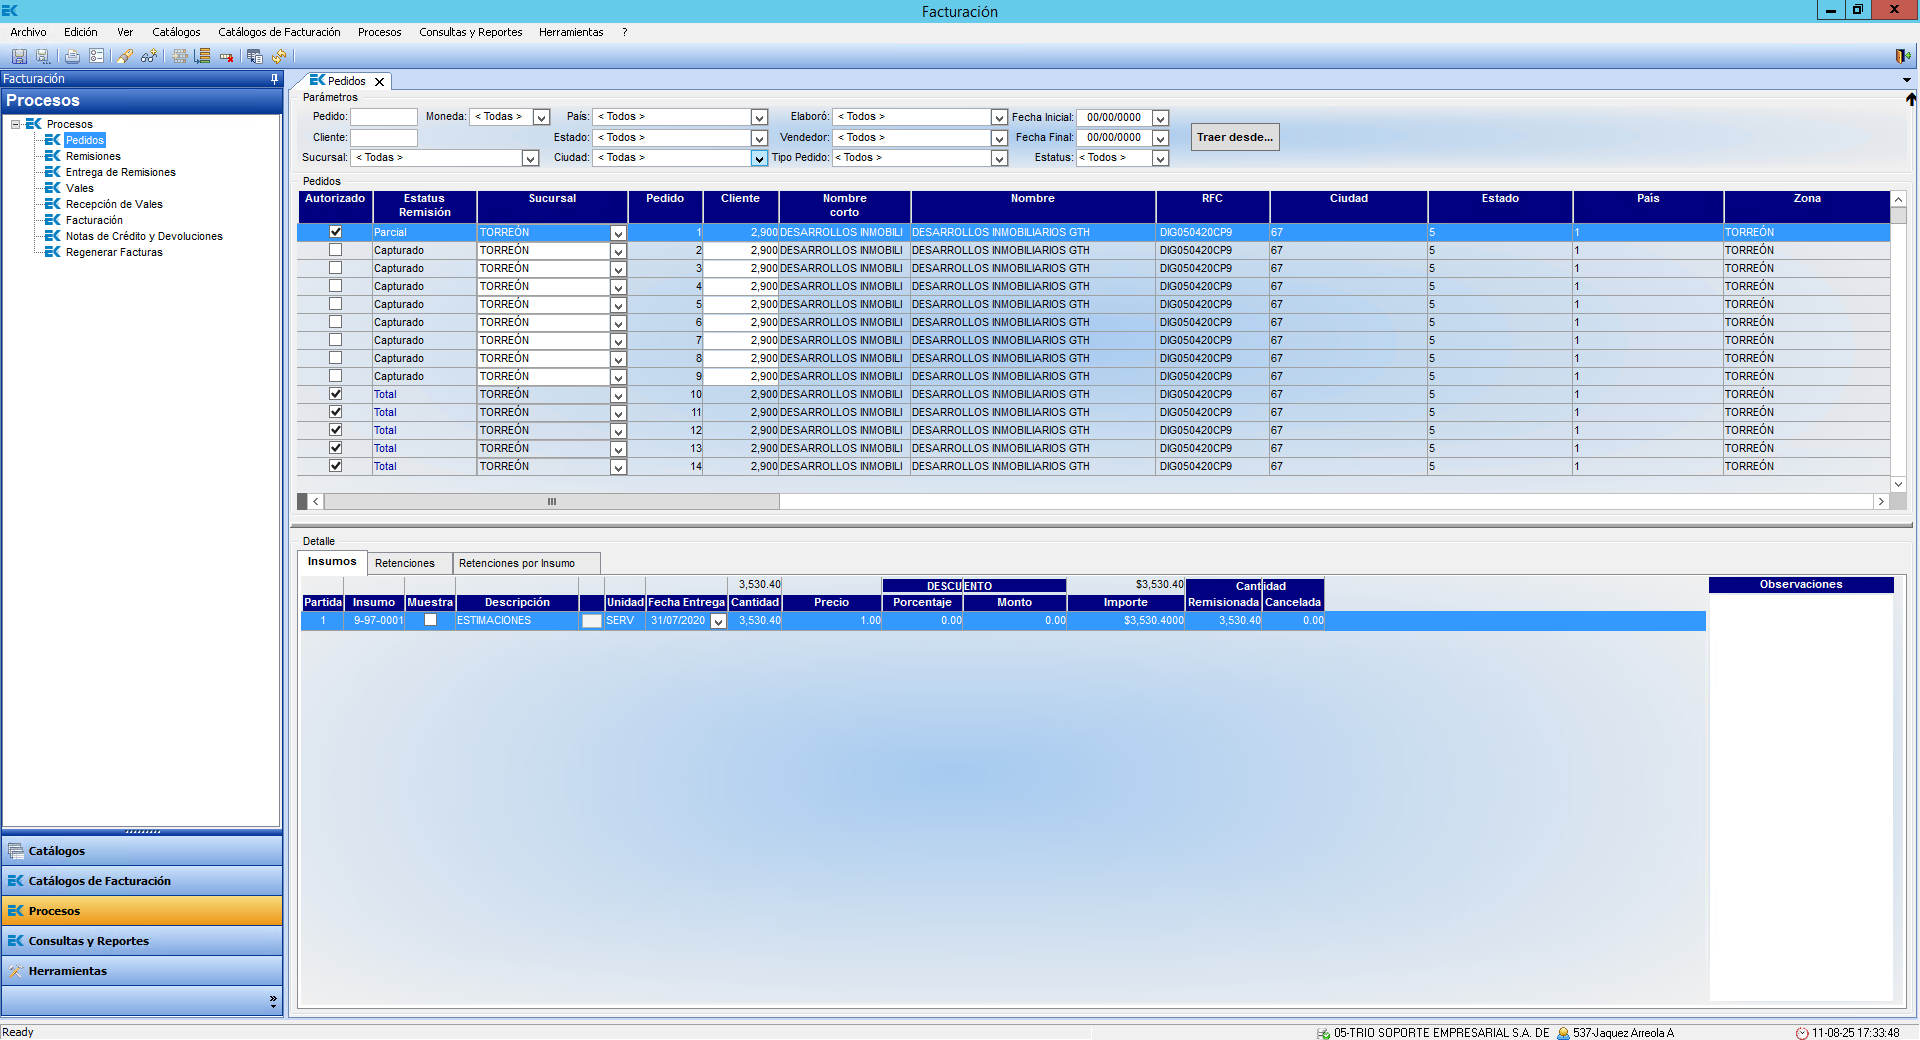 Facturación
Archivo Edición Ver Catálogos Catálogos de Facturación Procesos Consultas y Reportes Herramientas ?
Facturación
Procesos
Procesos
Pedidos
Remisiones
Entrega de Remisiones
Vales
Recepción de Vales
Facturación
Notas de Crédito y Devoluciones
Regenerar Facturas
Catálogos
Catálogos de Facturación
Procesos
Consultas y Reportes
Herramientas
Pedidos
Parámetros
Pedido: Moneda: < Todas > País: < Todos > Elaboró: < Todos > Fecha Inicial: 00/00/0000
Cliente: Estado: < Todos > Vendedor: < Todos > Fecha Final: 00/00/0000 Traer desde...
Sucursal: < Todas > Ciudad: < Todas > Tipo Pedido: < Todos > Estatus: < Todos >
Pedidos
Autorizado Estatus Remisión Sucursal Pedido Cliente Nombre corto Nombre RFC Ciudad Estado País Zona
Parcial TORREÓN 1 2,900 DESARROLLOS INMOBILI DESARROLLOS INMOBILIARIOS GTH DIG050420CP9 67 5 1 TORREÓN
Capturado TORREÓN 2 2,900 DESARROLLOS INMOBILI DESARROLLOS INMOBILIARIOS GTH DIG050420CP9 67 5 1 TORREÓN
Capturado TORREÓN 3 2,900 DESARROLLOS INMOBILI DESARROLLOS INMOBILIARIOS GTH DIG050420CP9 67 5 1 TORREÓN
Capturado TORREÓN 4 2,900 DESARROLLOS INMOBILI DESARROLLOS INMOBILIARIOS GTH DIG050420CP9 67 5 1 TORREÓN
Capturado TORREÓN 5 2,900 DESARROLLOS INMOBILI DESARROLLOS INMOBILIARIOS GTH DIG050420CP9 67 5 1 TORREÓN
Capturado TORREÓN 6 2,900 DESARROLLOS INMOBILI DESARROLLOS INMOBILIARIOS GTH DIG050420CP9 67 5 1 TORREÓN
Capturado TORREÓN 7 2,900 DESARROLLOS INMOBILI DESARROLLOS INMOBILIARIOS GTH DIG050420CP9 67 5 1 TORREÓN
Capturado TORREÓN 8 2,900 DESARROLLOS INMOBILI DESARROLLOS INMOBILIARIOS GTH DIG050420CP9 67 5 1 TORREÓN
Capturado TORREÓN 9 2,900 DESARROLLOS INMOBILI DESARROLLOS INMOBILIARIOS GTH DIG050420CP9 67 5 1 TORREÓN
Total TORREÓN 10 2,900 DESARROLLOS INMOBILI DESARROLLOS INMOBILIARIOS GTH DIG050420CP9 67 5 1 TORREÓN
Total TORREÓN 11 2,900 DESARROLLOS INMOBILI DESARROLLOS INMOBILIARIOS GTH DIG050420CP9 67 5 1 TORREÓN
Total TORREÓN 12 2,900 DESARROLLOS INMOBILI DESARROLLOS INMOBILIARIOS GTH DIG050420CP9 67 5 1 TORREÓN
Total TORREÓN 13 2,900 DESARROLLOS INMOBILI DESARROLLOS INMOBILIARIOS GTH DIG050420CP9 67 5 1 TORREÓN
Total TORREÓN 14 2,900 DESARROLLOS INMOBILI DESARROLLOS INMOBILIARIOS GTH DIG050420CP9 67 5 1 TORREÓN
Detalle
Insumos Retenciones Retenciones por Insumo
3,530.40 DESCUENTO $3,530.40 Cantidad Observaciones
Partida Insumo Muestra Descripción Unidad Fecha Entrega Cantidad Precio Porcentaje Monto Importe Remisionada Cancelada
1 9-97-0001 ESTIMACIONES SERV 31/07/2020 3,530.40 1.00 0.00 0.00 $3,530.4000 3,530.40 0.00
Ready 05-TRIO SOPORTE EMPRESARIAL S.A. DE 537-Jaquez Arreola A 11-08-25 17:33:48